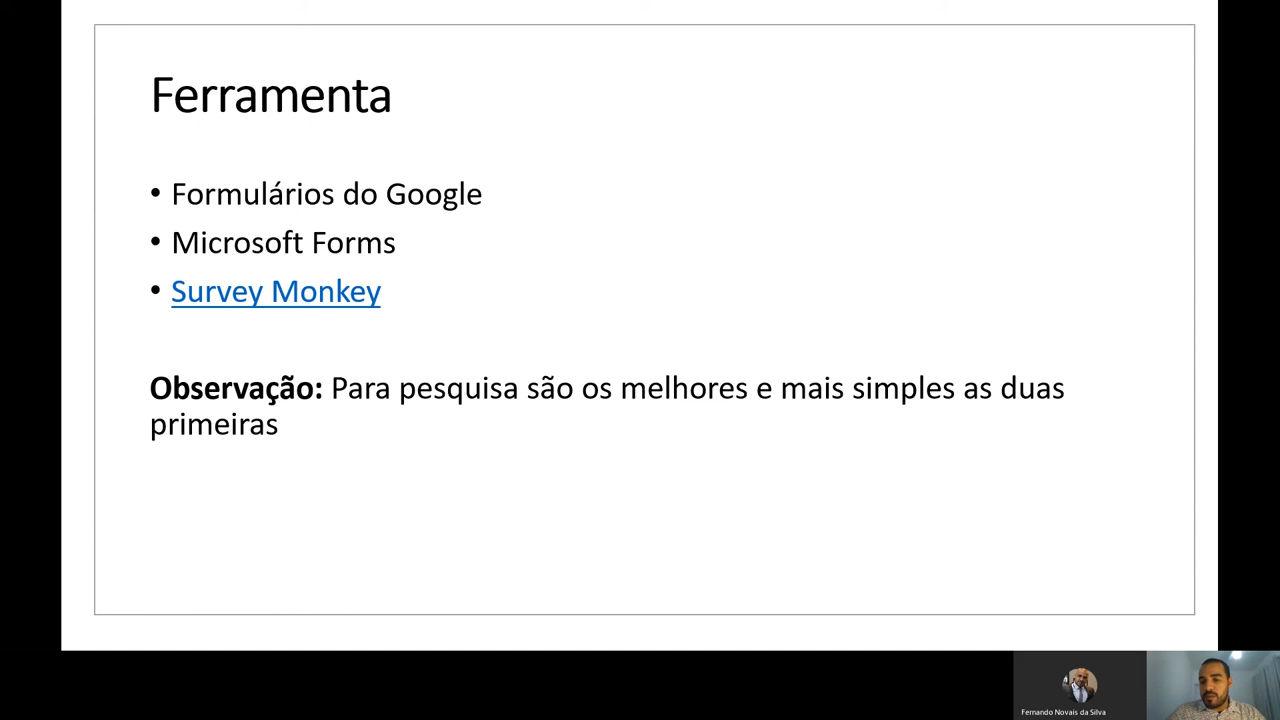 Ferramenta
• Formulários do Google
• Microsoft Forms
• Survey Monkey
Observação: Para pesquisa são os melhores e mais simples as duas
primeiras
Fernando Novais da Silva